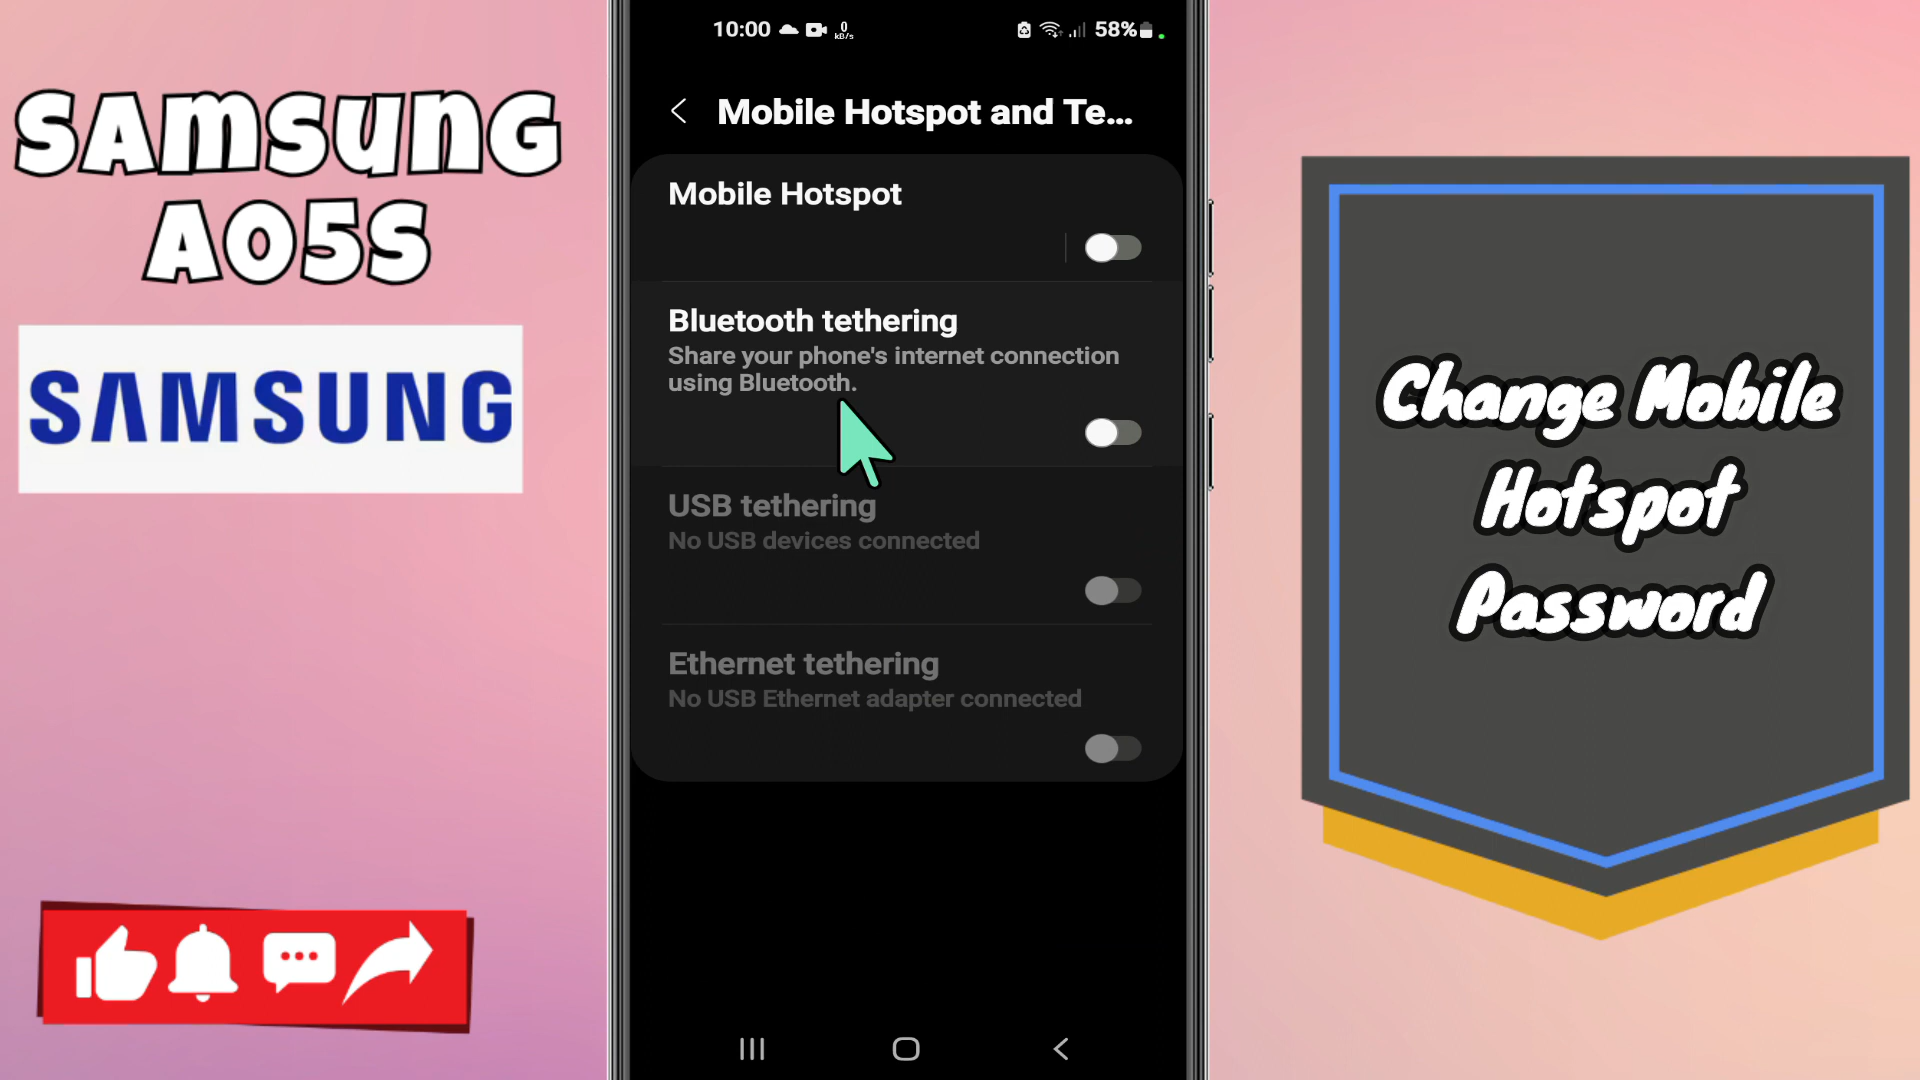 SAMSUNG
A05S
SAMSUNG
10:00 0 kB/s 58%
Mobile Hotspot and Te...
Mobile Hotspot
Bluetooth tethering
Share your phone's internet connection
using Bluetooth.
USB tethering
No USB devices connected
Ethernet tethering
No USB Ethernet adapter connected
Change Mobile
Hotspot
Password